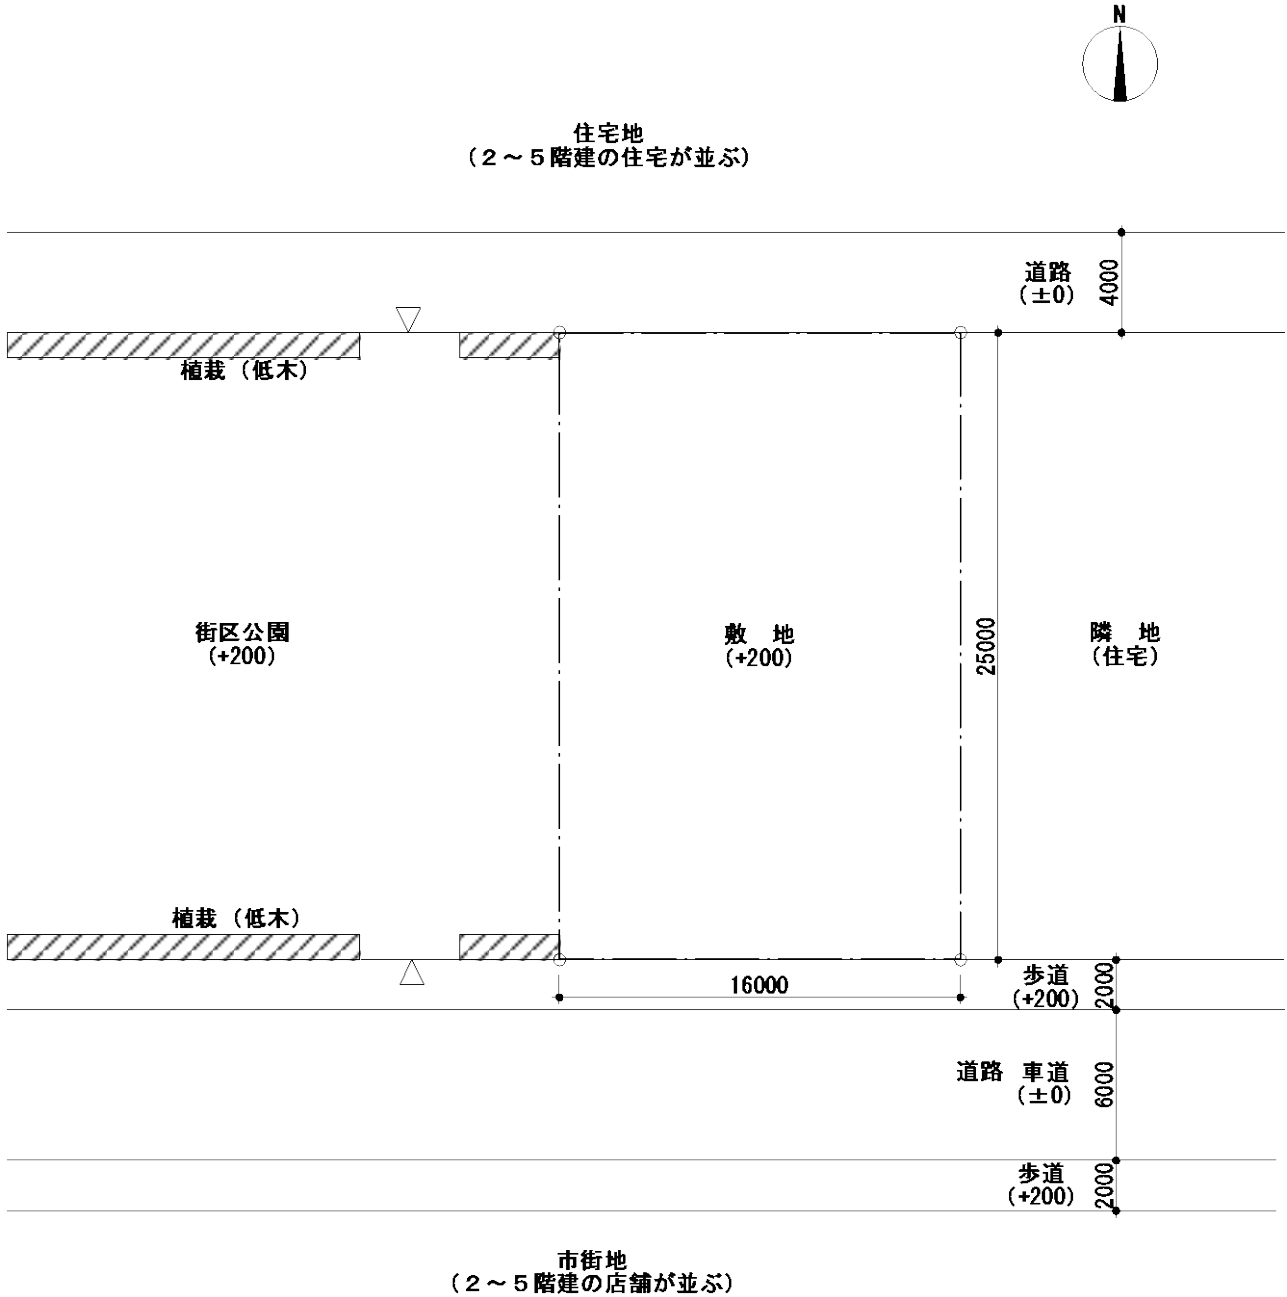 N
住宅地
（２～５階建の住宅が並ぶ）
道路
(±0)
4000
植栽（低木）
街区公園
(+200)
敷　地
(+200)
25000
隣　地
(住宅)
植栽（低木）
16000
歩道
(+200)
2000
道路 車道
(±0)
6000
歩道
(+200)
2000
市街地
（２～５階建の店舗が並ぶ）